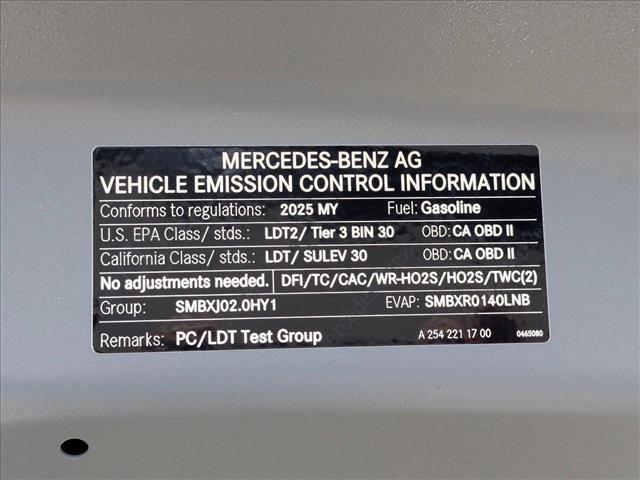 MERCEDES-BENZ AG
VEHICLE EMISSION CONTROL INFORMATION
Conforms to regulations: 2025 MY Fuel: Gasoline
U.S. EPA Class/ stds.: LDT2/ Tier 3 BIN 30 OBD: CA OBD II
California Class/ stds.: LDT/ SULEV 30 OBD: CA OBD II
No adjustments needed. DFI/TC/CAC/WR-HO2S/HO2S/TWC(2)
Group: SMBXJ02.0HY1 EVAP: SMBXR0140LNB
Remarks: PC/LDT Test Group A 254 221 17 00 0465080